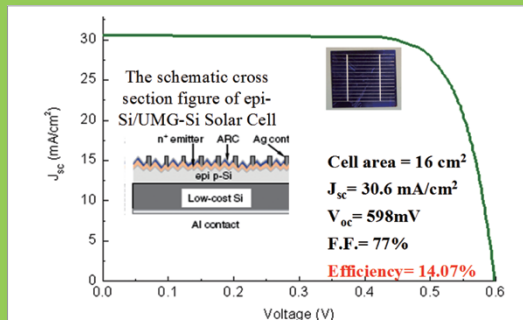 30
25
20
15
10
5
0
J_sc (mA/cm²)
The schematic cross
section figure of epi-
Si/UMG-Si Solar Cell
n⁺ emitter ARC Ag cont
epi p-Si
Low-cost Si
Al contact
Cell area = 16 cm²
J_sc= 30.6 mA/cm²
V_oc= 598mV
F.F.= 77%
Efficiency= 14.07%
0.0 0.1 0.2 0.3 0.4 0.5 0.6
Voltage (V)